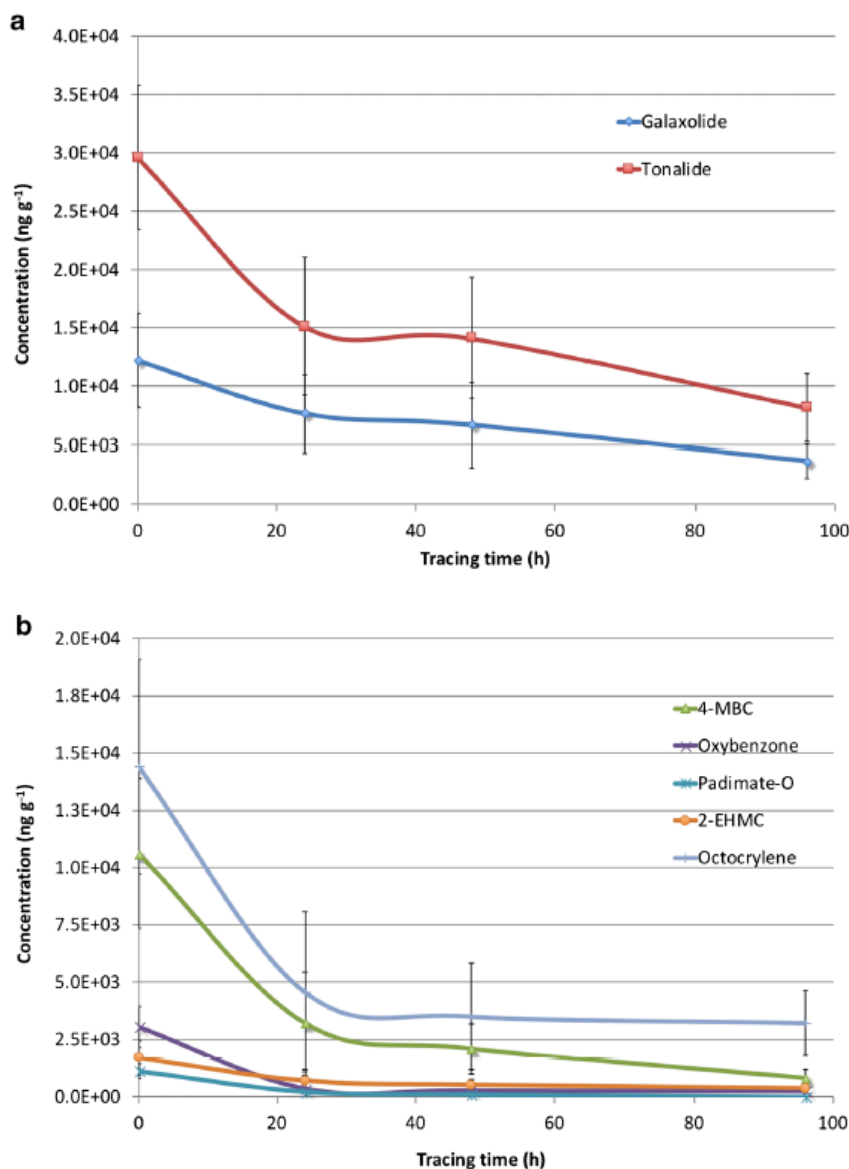 a
4.0E+04
3.5E+04
3.0E+04
2.5E+04
2.0E+04
1.5E+04
1.0E+04
5.0E+03
0.0E+00
Concentration (ng g⁻¹)
Galaxolide
Tonalide
0 20 40 60 80 100
Tracing time (h)
b
2.0E+04
1.8E+04
1.5E+04
1.3E+04
1.0E+04
7.5E+03
5.0E+03
2.5E+03
0.0E+00
Concentration (ng g⁻¹)
4-MBC
Oxybenzone
Padimate-O
2-EHMC
Octocrylene
0 20 40 60 80 100
Tracing time (h)